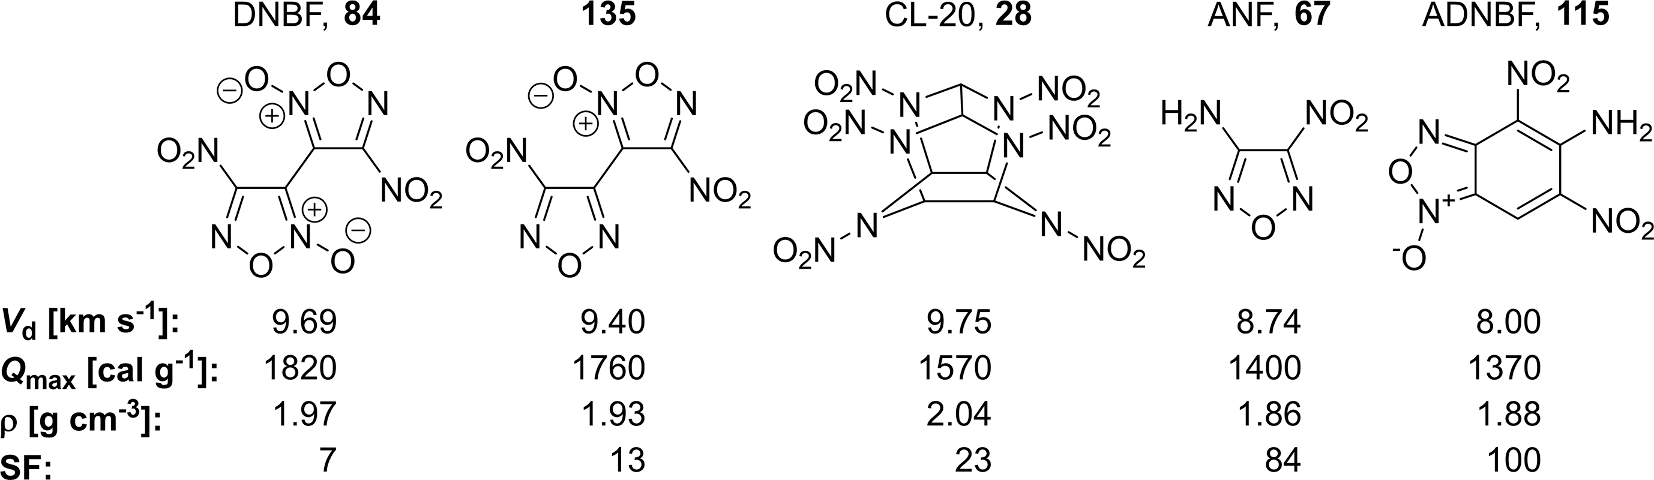 DNBF, 84 135 CL-20, 28 ANF, 67 ADNBF, 115
⊖ O O N ⊕ N O2N NO2 N O N ⊕ O ⊖
⊖ O O N ⊕ N O2N NO2 N O N
O2N N N NO2 O2N N N NO2 O2N N N NO2
H2N NO2 N O N
NO2 N NH2 O N+ NO2 -O
Vd [km s-1]: 9.69 9.40 9.75 8.74 8.00
Qmax [cal g-1]: 1820 1760 1570 1400 1370
ρ [g cm-3]: 1.97 1.93 2.04 1.86 1.88
SF: 7 13 23 84 100